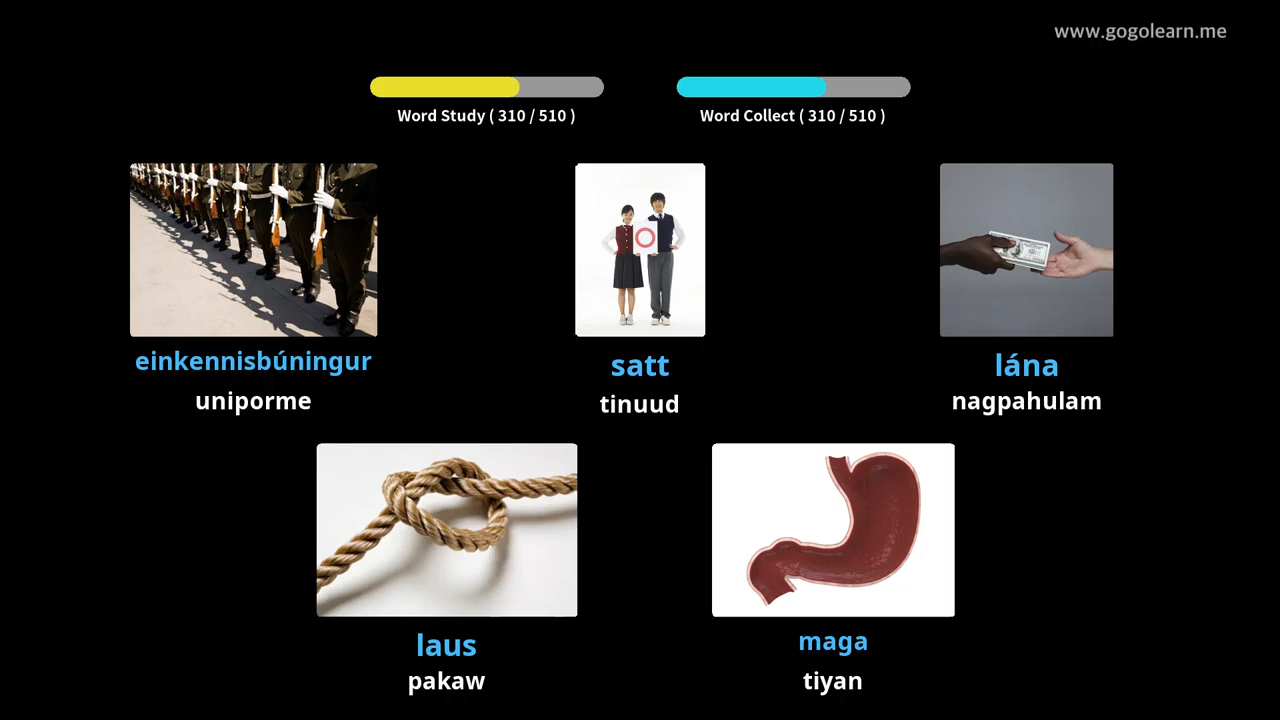 www.gogolearn.me
Word Study ( 310 / 510 )
Word Collect ( 310 / 510 )
einkennisbúningur
uniporme
satt
tinuud
lána
nagpahulam
laus
pakaw
maga
tiyan